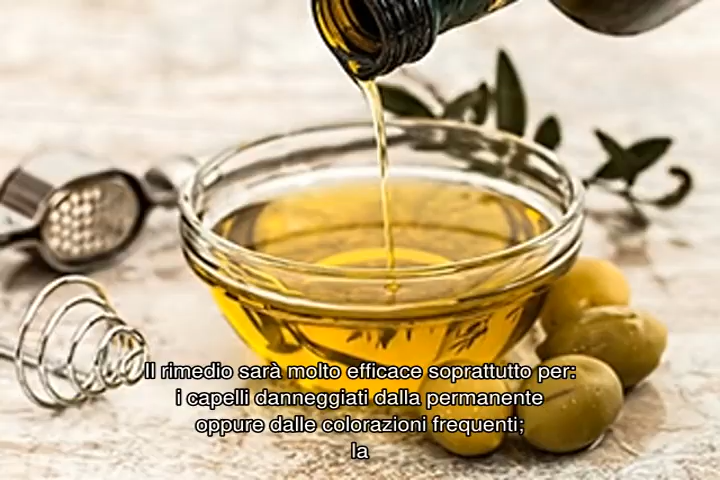 Il rimedio sarà molto efficace soprattutto per:
i capelli danneggiati dalla permanente
oppure dalle colorazioni frequenti;
la